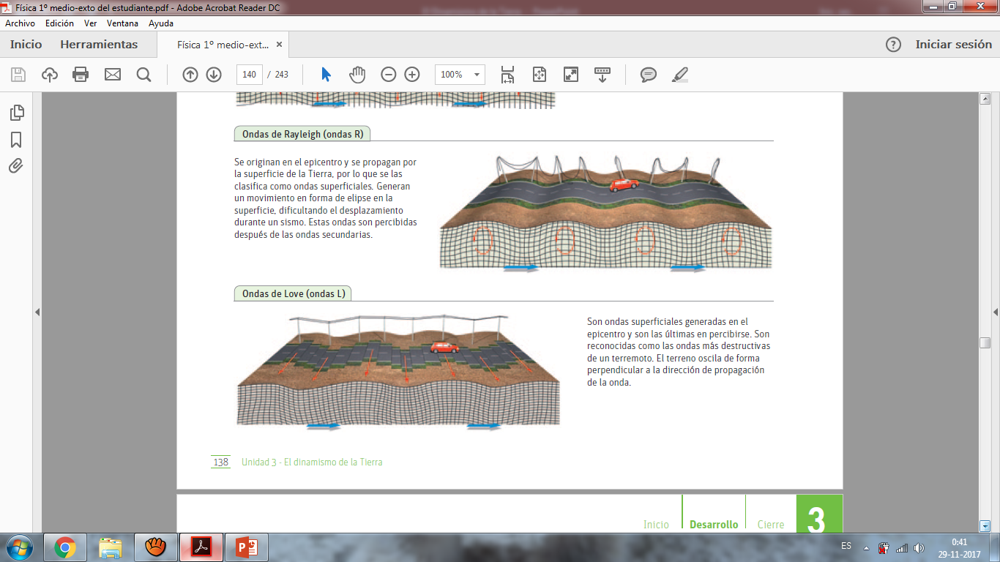 Física 1º medio-exto del estudiante.pdf - Adobe Acrobat Reader DC
Archivo Edición Ver Ventana Ayuda
Inicio Herramientas Física 1º medio-ext... × ? Iniciar sesión
140 / 243 100%
Ondas de Rayleigh (ondas R)
Se originan en el epicentro y se propagan por
la superficie de la Tierra, por lo que se las
clasifica como ondas superficiales. Generan
un movimiento en forma de elipse en la
superficie, dificultando el desplazamiento
durante un sismo. Estas ondas son percibidas
después de las ondas secundarias.
Ondas de Love (ondas L)
Son ondas superficiales generadas en el
epicentro y son las últimas en percibirse. Son
reconocidas como las ondas más destructivas
de un terremoto. El terreno oscila de forma
perpendicular a la dirección de propagación
de la onda.
138 Unidad 3 - El dinamismo de la Tierra
Inicio Desarrollo Cierre 3
ES 0:41
29-11-2017